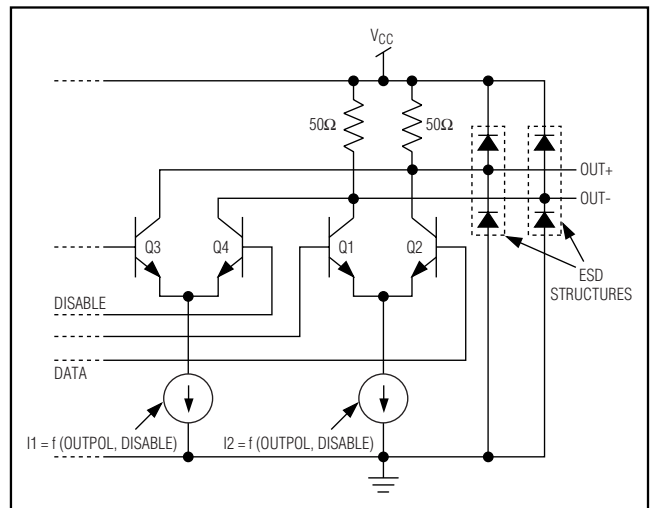 VCC
50Ω
50Ω
OUT+
OUT-
Q3
Q4
Q1
Q2
ESD
STRUCTURES
DISABLE
DATA
I1 = f (OUTPOL, DISABLE)
I2 = f (OUTPOL, DISABLE)